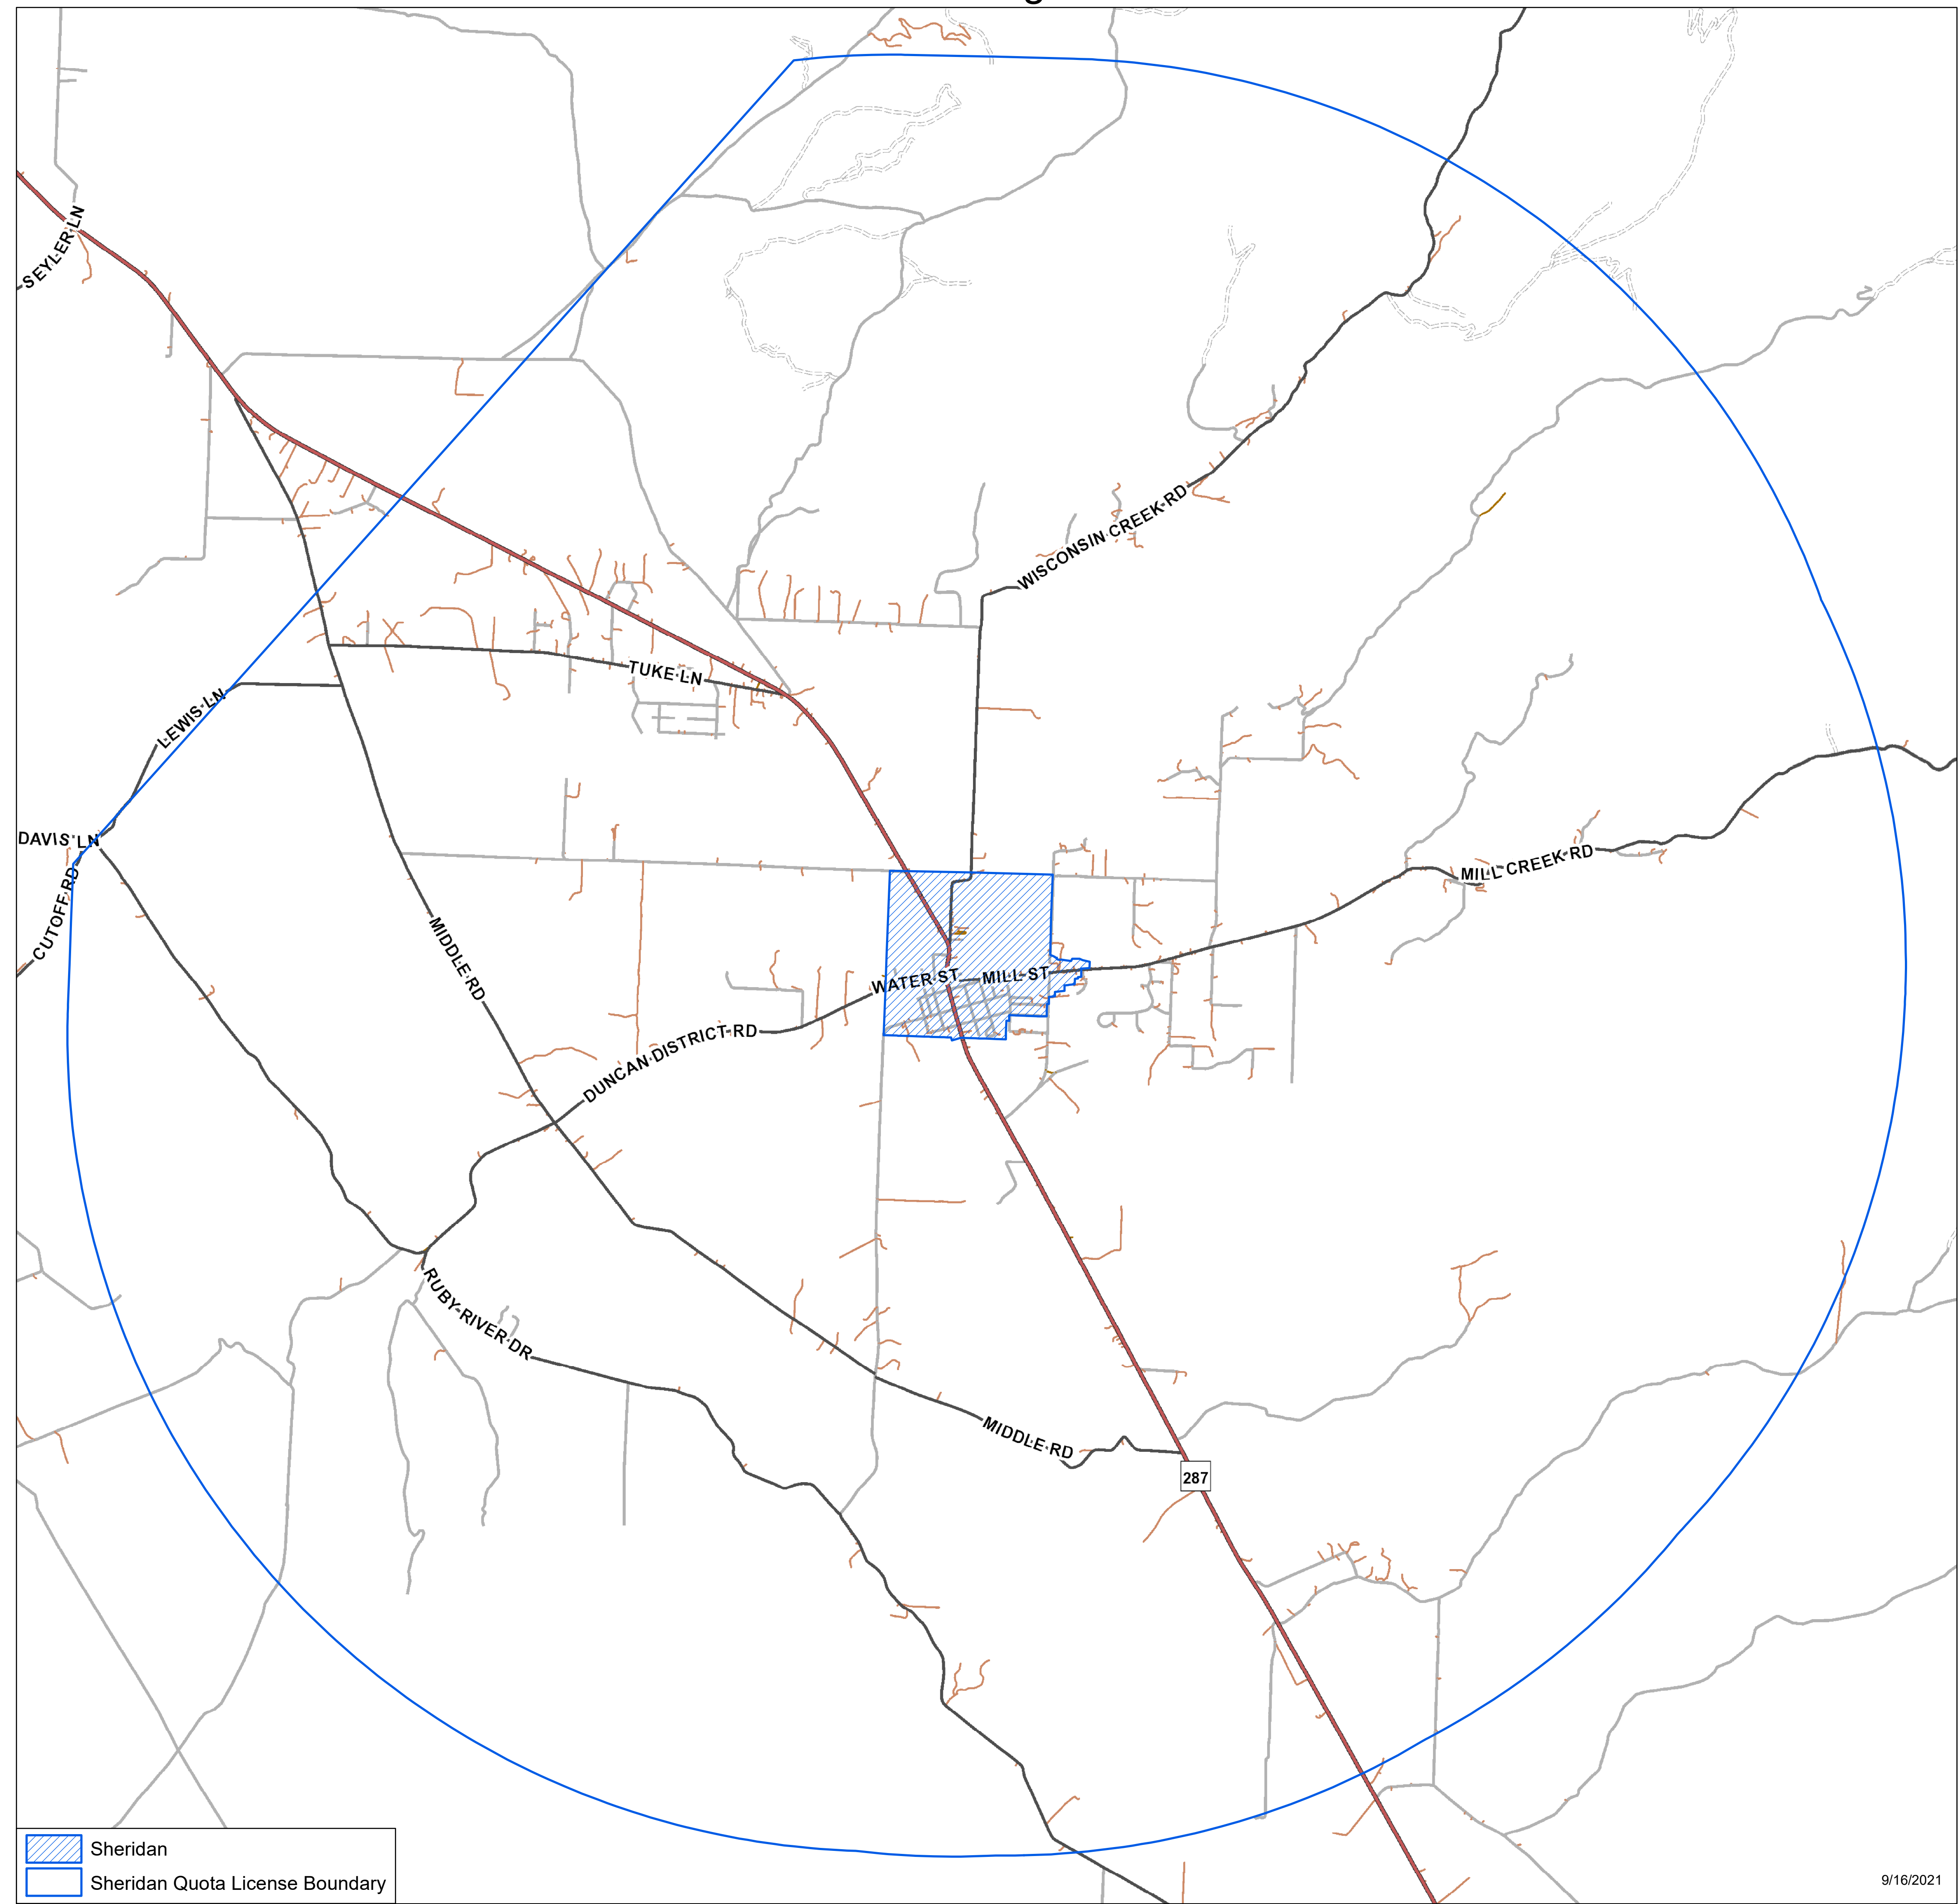 SEYLER LN
WISCONSIN CREEK RD
TUKE LN
LEWIS LN
DAVIS LN
CUTOFF RD
MIDDLE RD
MILL CREEK RD
WATER ST
MILL ST
DUNCAN DISTRICT RD
RUBY RIVER DR
MIDDLE RD
287
Sheridan
Sheridan Quota License Boundary
9/16/2021